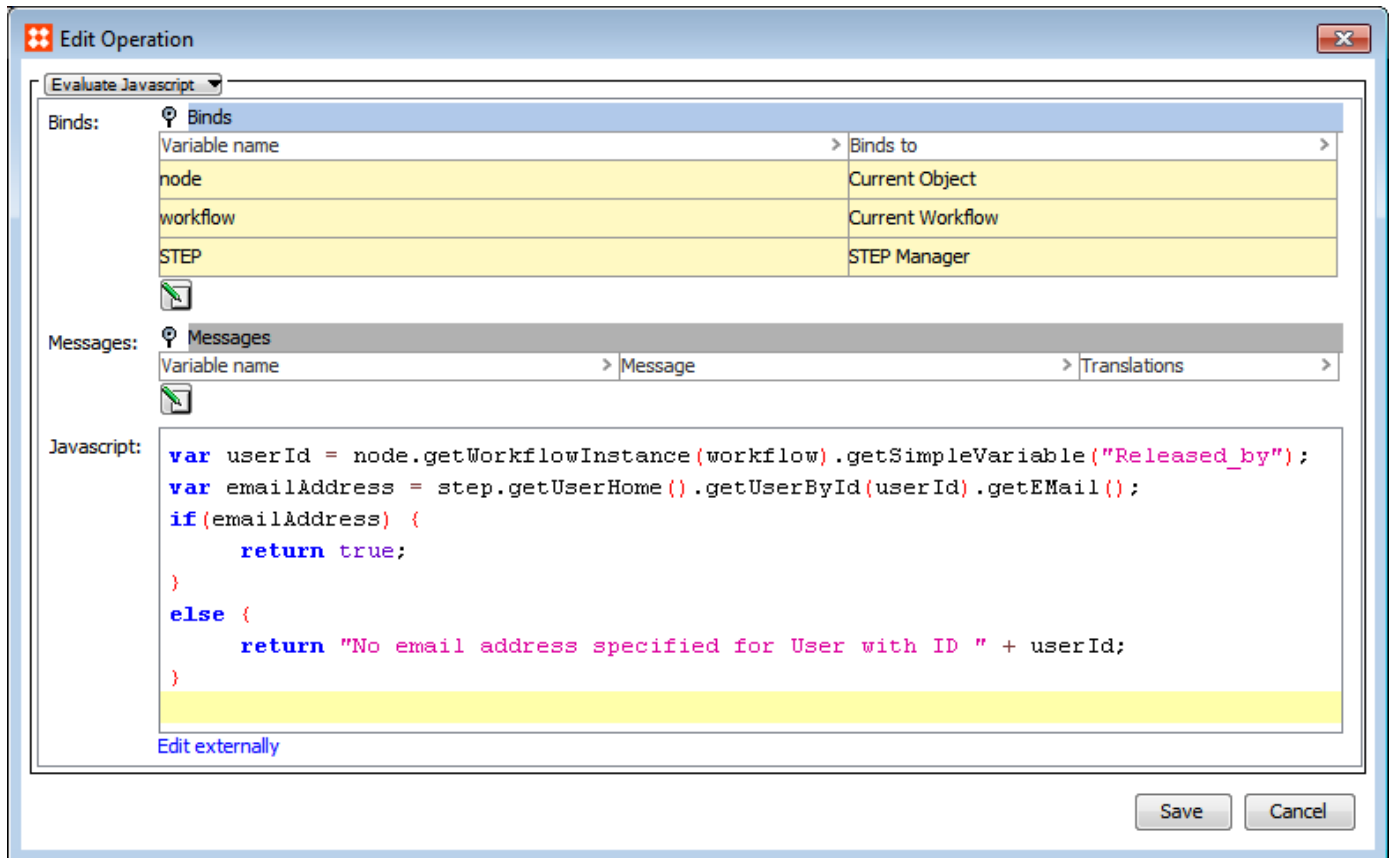 Edit Operation
Evaluate Javascript
Binds: Binds
Variable name > Binds to >
node Current Object
workflow Current Workflow
STEP STEP Manager
Messages: Messages
Variable name > Message > Translations >
Javascript: var userId = node.getWorkflowInstance(workflow).getSimpleVariable("Released_by");
var emailAddress = step.getUserHome().getUserById(userId).getEMail();
if(emailAddress) {
return true;
}
else {
return "No email address specified for User with ID " + userId;
}
Edit externally
Save Cancel